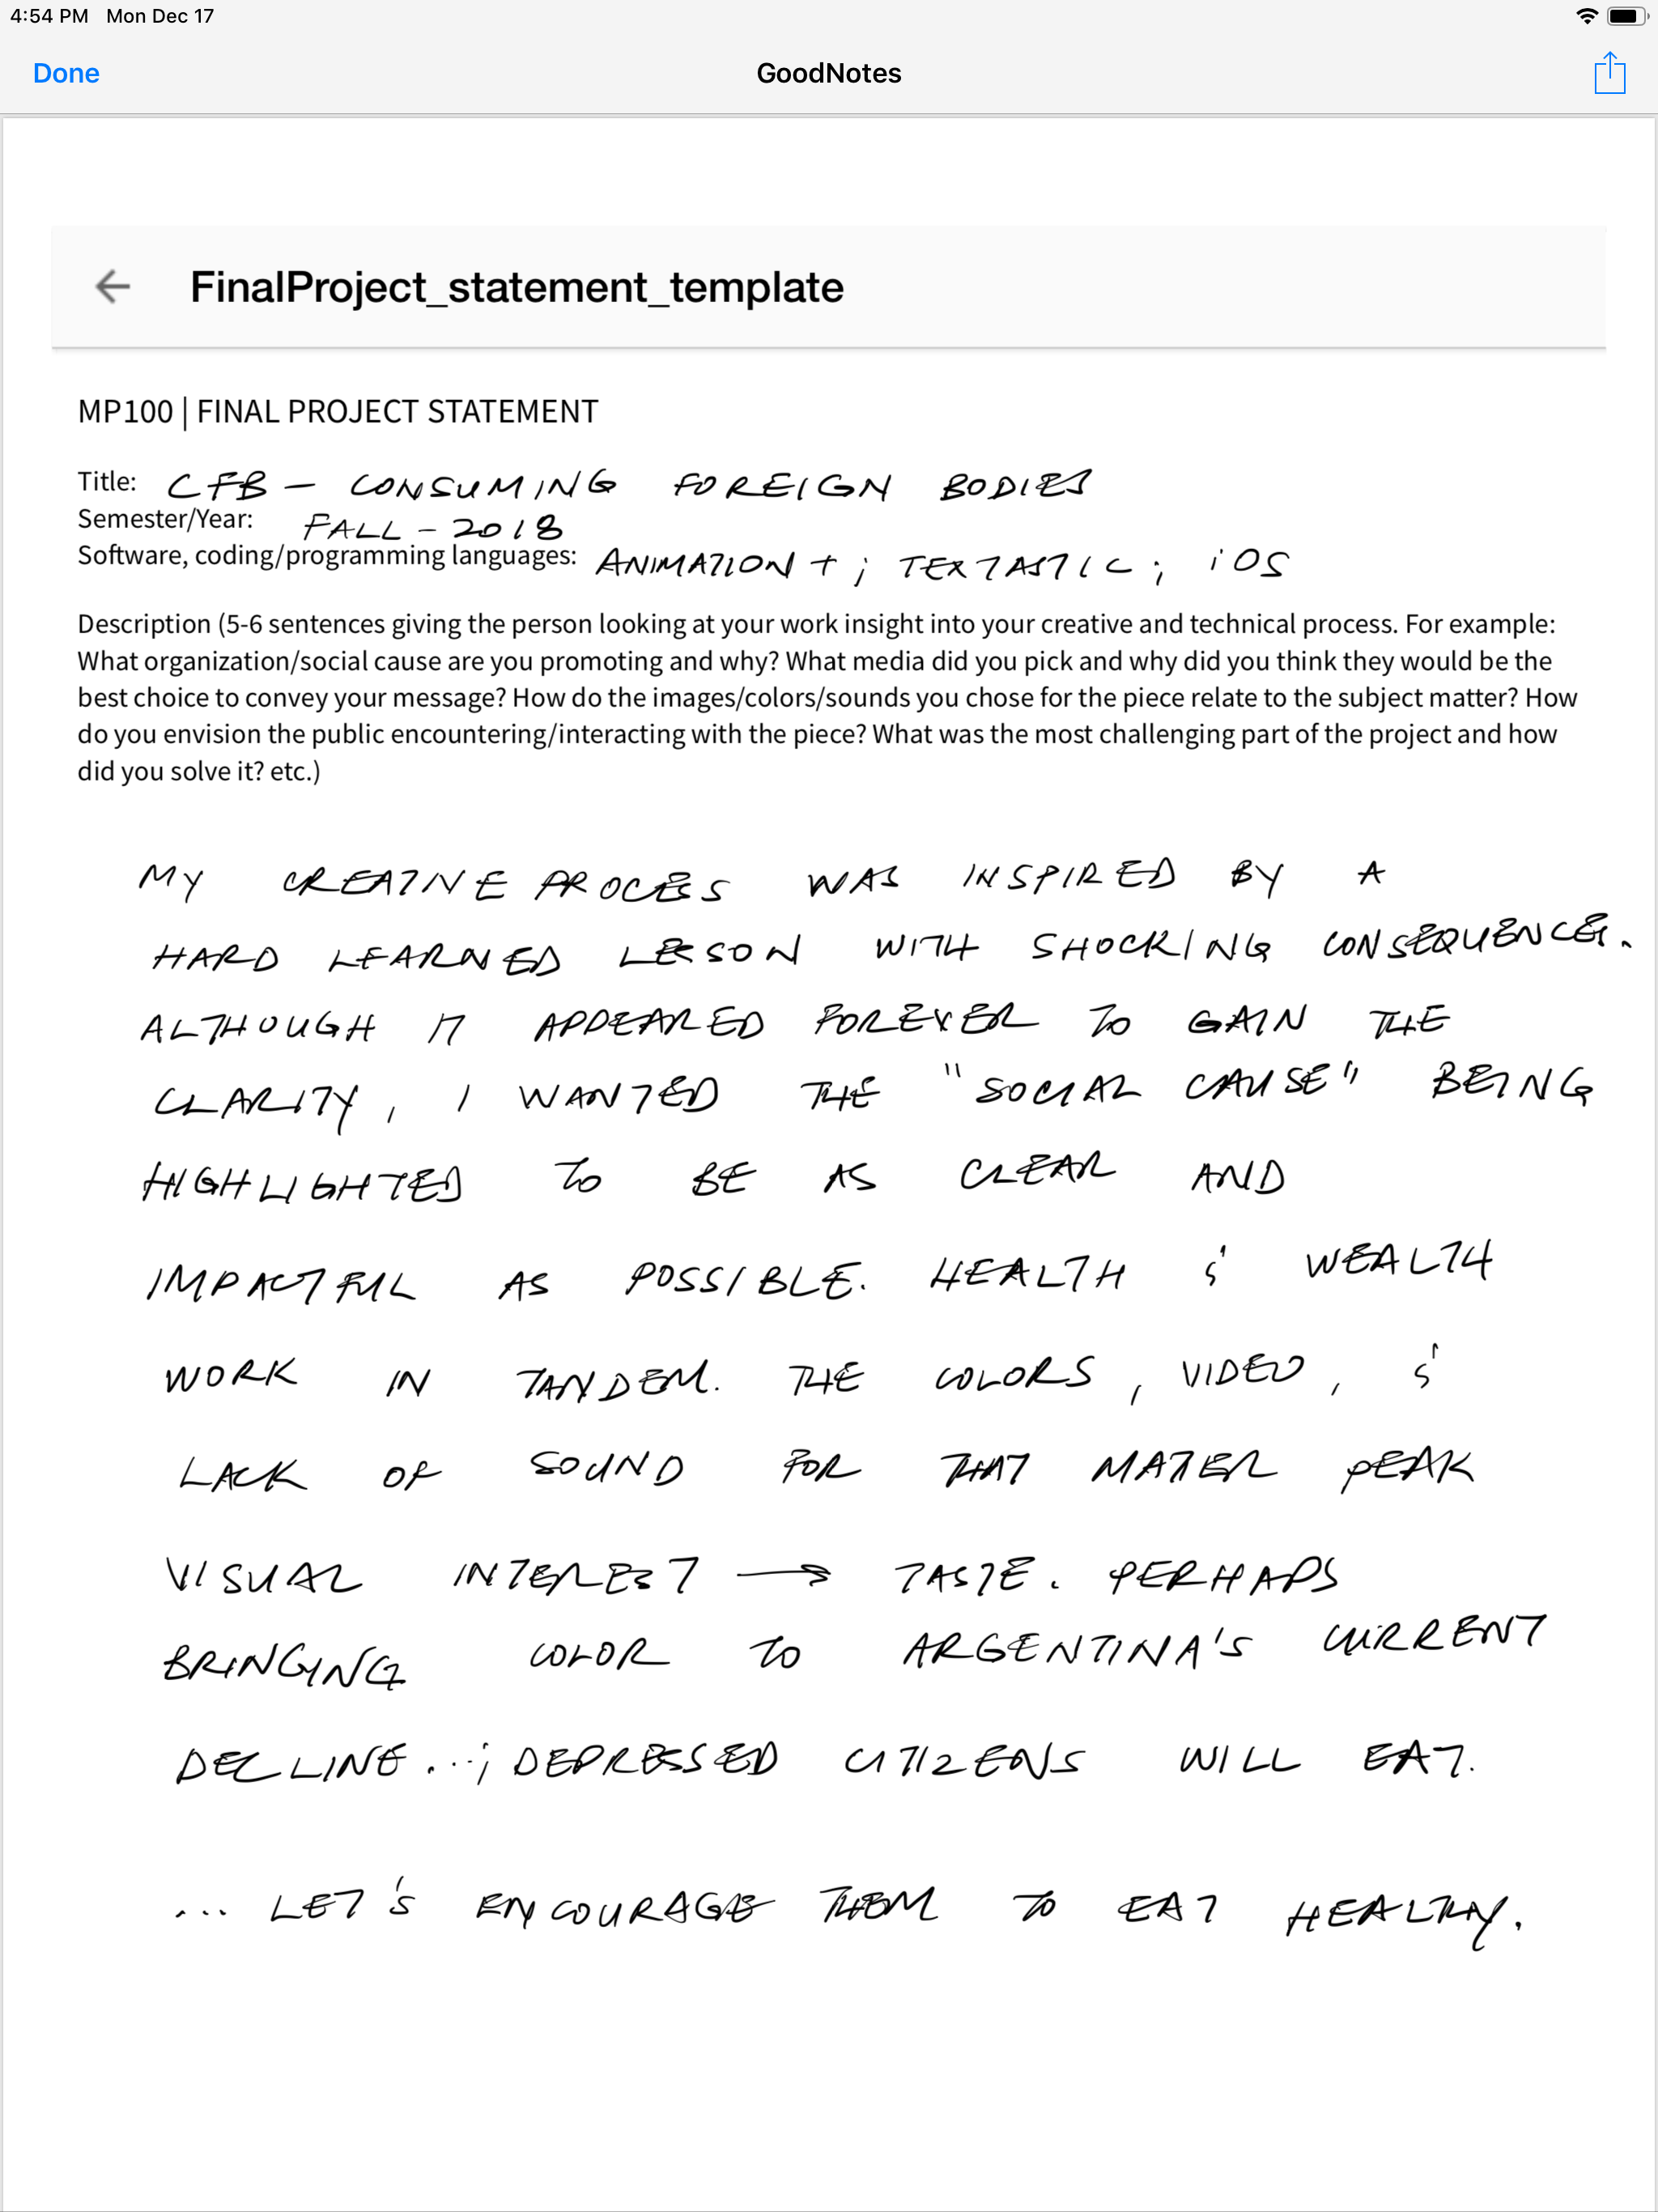 4:54 PM Mon Dec 17
Done GoodNotes
FinalProject_statement_template
MP100 | FINAL PROJECT STATEMENT
Title: CFB - CONSUMING FOREIGN BODIES
Semester/Year: FALL - 2018
Software, coding/programming languages: ANIMATION + ; TEXTASTIC ; iOS
Description (5-6 sentences giving the person looking at your work insight into your creative and technical process. For example:
What organization/social cause are you promoting and why? What media did you pick and why did you think they would be the
best choice to convey your message? How do the images/colors/sounds you chose for the piece relate to the subject matter? How
do you envision the public encountering/interacting with the piece? What was the most challenging part of the project and how
did you solve it? etc.)
MY CREATIVE PROCESS WAS INSPIRED BY A
HARD LEARNED LESSON WITH SHOCKING CONSEQUENCES.
ALTHOUGH IT APPEARED FOREVER TO GAIN THE
CLARITY, I WANTED THE "SOCIAL CAUSE" BEING
HIGHLIGHTED TO BE AS CLEAR AND
IMPACTFUL AS POSSIBLE. HEALTH & WEALTH
WORK IN TANDEM. THE COLORS, VIDEO, &
LACK OF SOUND FOR THAT MATER PEAK
VISUAL INTEREST → TASTE. PERHAPS
BRINGING COLOR TO ARGENTINA'S CURRENT
DECLINE...; DEPRESSED CITIZENS WILL EAT.
... LET'S ENCOURAGE THEM TO EAT HEALTHY.